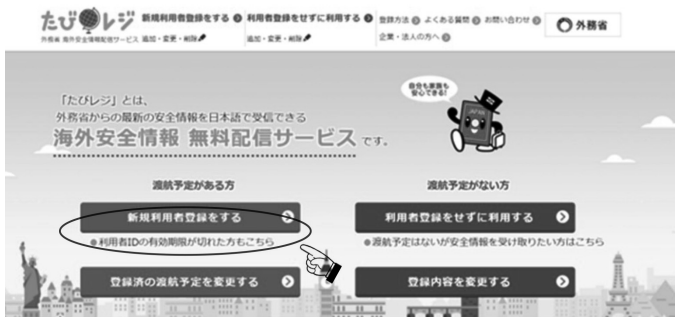 たびレジ
外務省 海外安全情報配信サービス
新規利用者登録をする
追加・変更・削除
利用者登録をせずに利用する
追加・変更・削除
登録方法
よくある質問
お問い合わせ
企業・法人の方へ
外務省
自分も家族も
安心できる!
「たびレジ」とは、
外務省からの最新の安全情報を日本語で受信できる
海外安全情報 無料配信サービスです。
渡航予定がある方
渡航予定がない方
新規利用者登録をする
利用者登録をせずに利用する
利用者IDの有効期限が切れた方もこちら
渡航予定はないが安全情報を受け取りたい方はこちら
登録済の渡航予定を変更する
登録内容を変更する